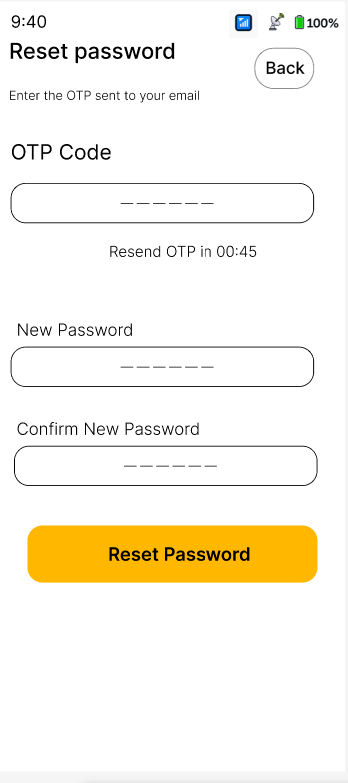 9:40
100%
Reset password
Back
Enter the OTP sent to your email
OTP Code
——————
Resend OTP in 00:45
New Password
——————
Confirm New Password
——————
Reset Password